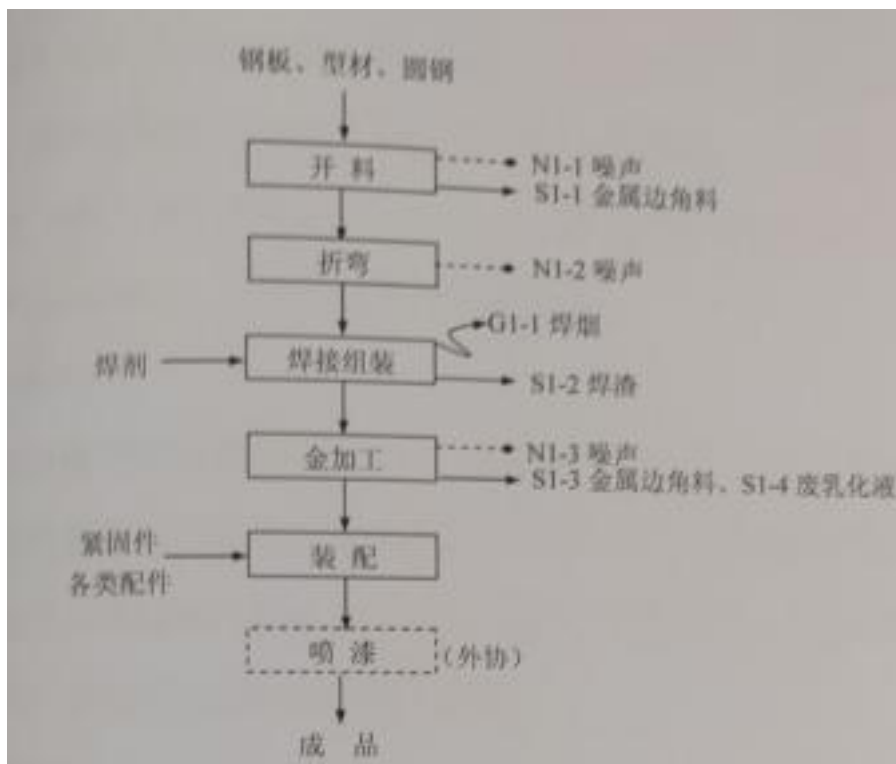 钢板、型材、圆钢
开 料
N1-1 噪声
S1-1 金属边角料
折弯
N1-2 噪声
G1-1 焊烟
焊剂
焊接组装
S1-2 焊渣
金加工
N1-3 噪声
S1-3 金属边角料、S1-4 废乳化液
紧固件
各类配件
装 配
喷 漆
（外协）
成 品